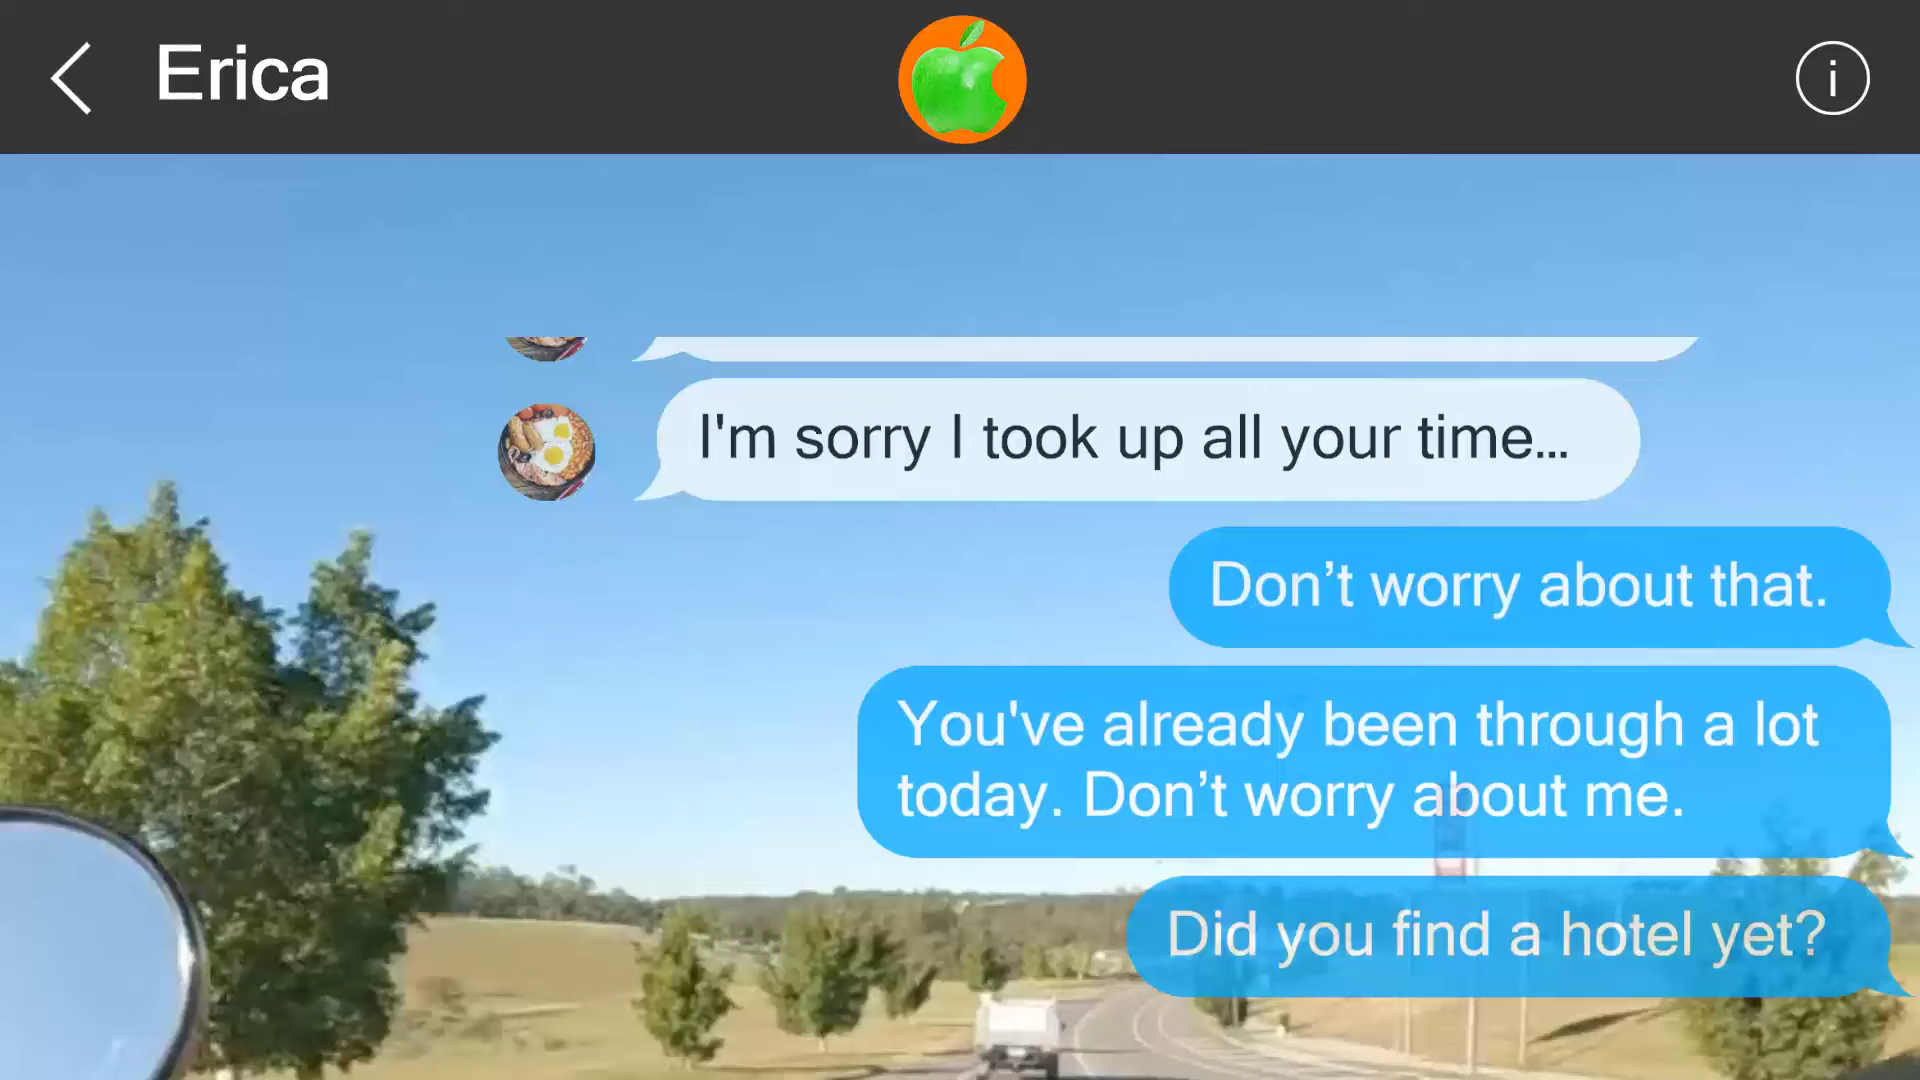 Erica
i
I'm sorry I took up all your time...
Don’t worry about that.
You've already been through a lot
today. Don’t worry about me.
Did you find a hotel yet?